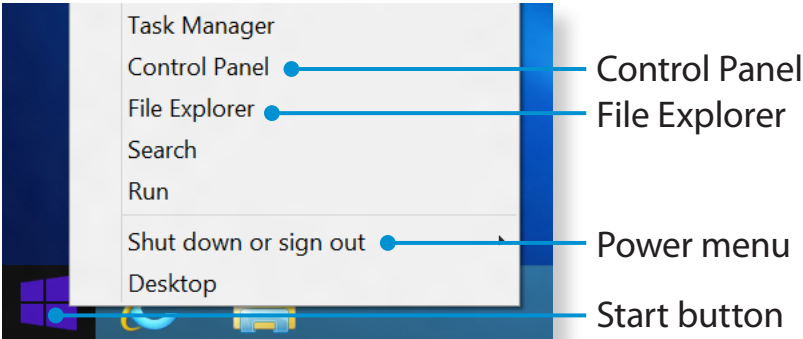 Task Manager
Control Panel
File Explorer
Search
Run
Shut down or sign out
Desktop
Control Panel
File Explorer
Power menu
Start button